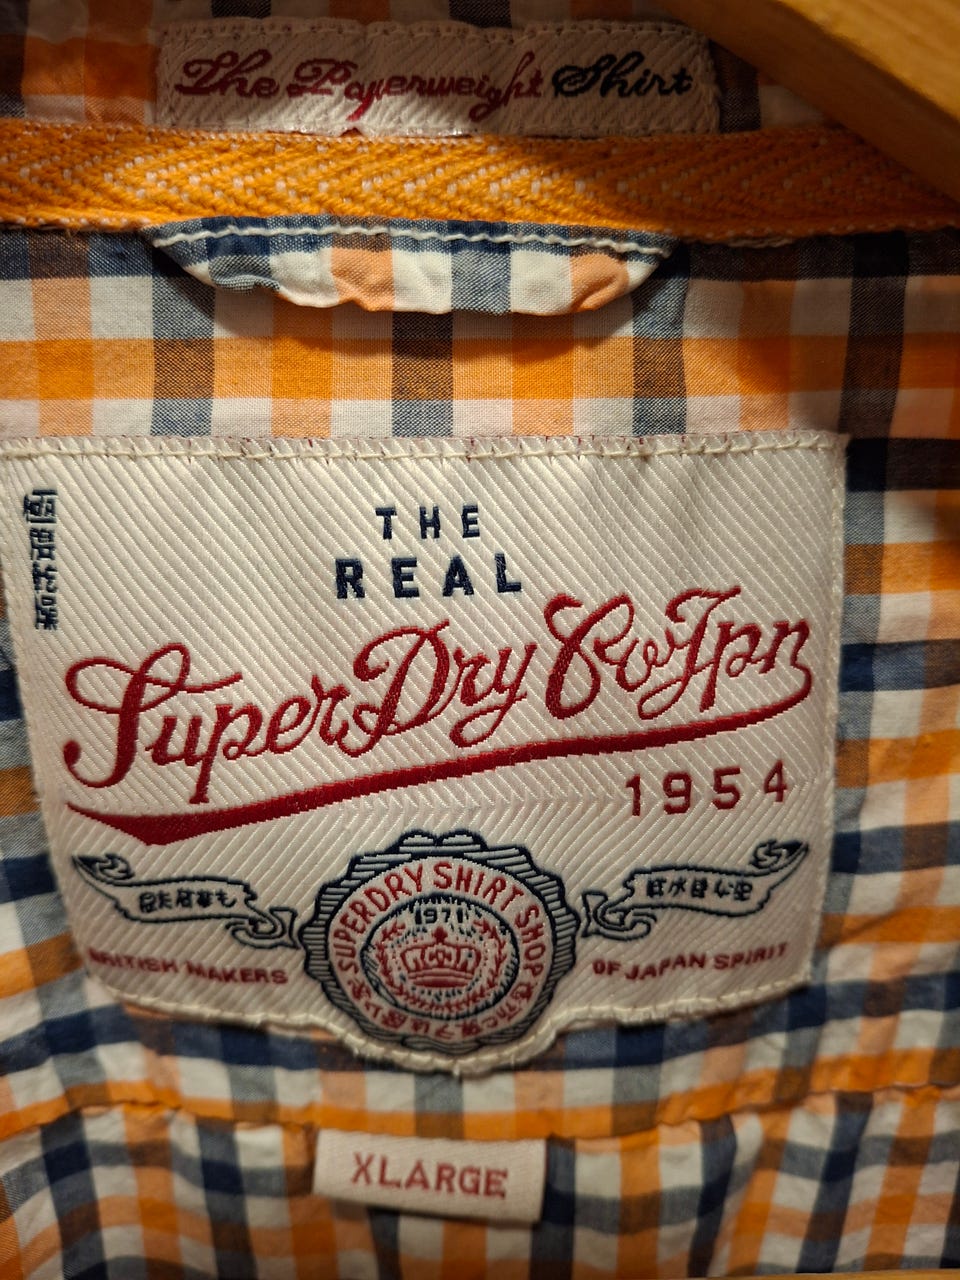 The Paperweight Shirt
THE
REAL
SuperDry Co Jpn
1954
SUPERDRY SHIRT SHOP
1971
BRITISH MAKERS
OF JAPAN SPIRIT
XLARGE